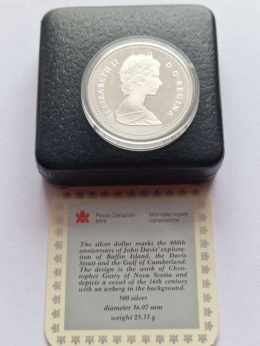 ELIZABETH II D·G·REGINA
Royal Canadian Mint
Monnaie royale canadienne
The silver dollar marks the 400th
anniversary of John Davis' explora-
tion of Baffin Island, the Davis
Strait and the Gulf of Cumberland.
The design is the work of Chris-
topher Gorey of Nova Scotia and
depicts a vessel of the 16th century
with an iceberg in the background.
500 silver
diameter 36.02 mm
weight 23.33 g